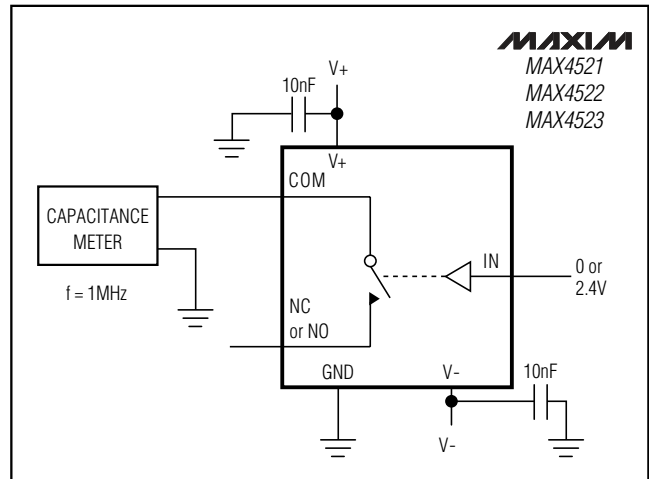 MAXIM
MAX4521
MAX4522
MAX4523
V+
10nF
V+
COM
CAPACITANCE
METER
f = 1MHz
IN
0 or
2.4V
NC
or NO
GND
V-
10nF
V-